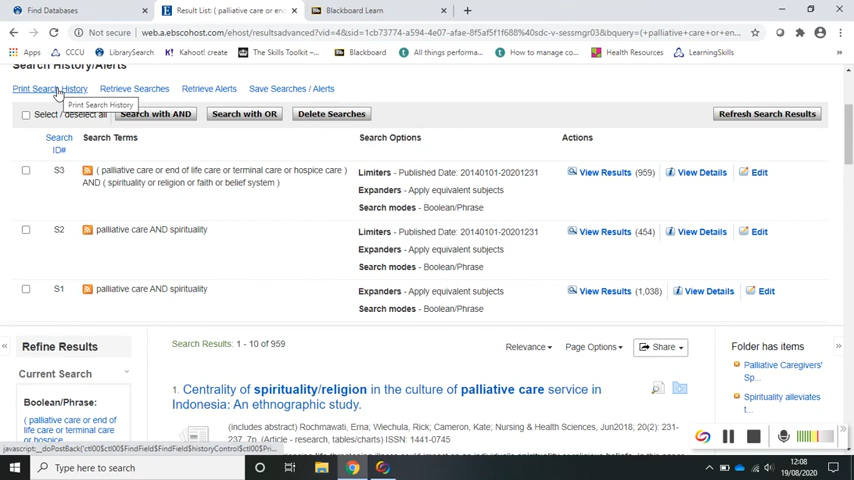 Find Databases
Result List: ( palliative care or en
Blackboard Learn
Not secure
web.a.ebscohost.com/ehost/resultsadvanced?vid=4&sid=1cb73774-a594-4e07-afae-8f5af5f1f688%40sdc-v-sessmgr03&bquery=(+palliative+care+or+en...
Apps
CCCU
LibrarySearch
Kahoot! create
The Skills Toolkit -...
Blackboard
All things performa...
How to manage co...
Health Resources
LearningSkills
Search History/Alerts
Print Search History
Retrieve Searches
Retrieve Alerts
Save Searches / Alerts
Print Search History
Select / deselect all
Search with AND
Search with OR
Delete Searches
Refresh Search Results
Search ID#
Search Terms
Search Options
Actions
S3
( palliative care or end of life care or terminal care or hospice care )
AND ( spirituality or religion or faith or belief system )
Limiters - Published Date: 20140101-20201231
Expanders - Apply equivalent subjects
Search modes - Boolean/Phrase
View Results (959)
View Details
Edit
S2
palliative care AND spirituality
Limiters - Published Date: 20140101-20201231
Expanders - Apply equivalent subjects
Search modes - Boolean/Phrase
View Results (454)
View Details
Edit
S1
palliative care AND spirituality
Expanders - Apply equivalent subjects
Search modes - Boolean/Phrase
View Results (1,038)
View Details
Edit
Refine Results
Current Search
Boolean/Phrase:
( palliative care or end
of life care or terminal
care or hospice
Search Results: 1 - 10 of 959
Relevance
Page Options
Share
1. Centrality of spirituality/religion in the culture of palliative care service in
Indonesia: An ethnographic study.
(includes abstract) Rochmawati, Erna; Wiechula, Rick; Cameron, Kate; Nursing & Health Sciences, Jun2018; 20(2): 231-
237. 7p. (Article - research, tables/charts) ISSN: 1441-0745
Folder has items
Palliative Caregivers'
Sp...
Spirituality alleviates
javascript:__doPostBack('ctl00$ctl00$FindField$FindField$historyControl$ctl00$Pri...
Type here to search
12:08
19/08/2020